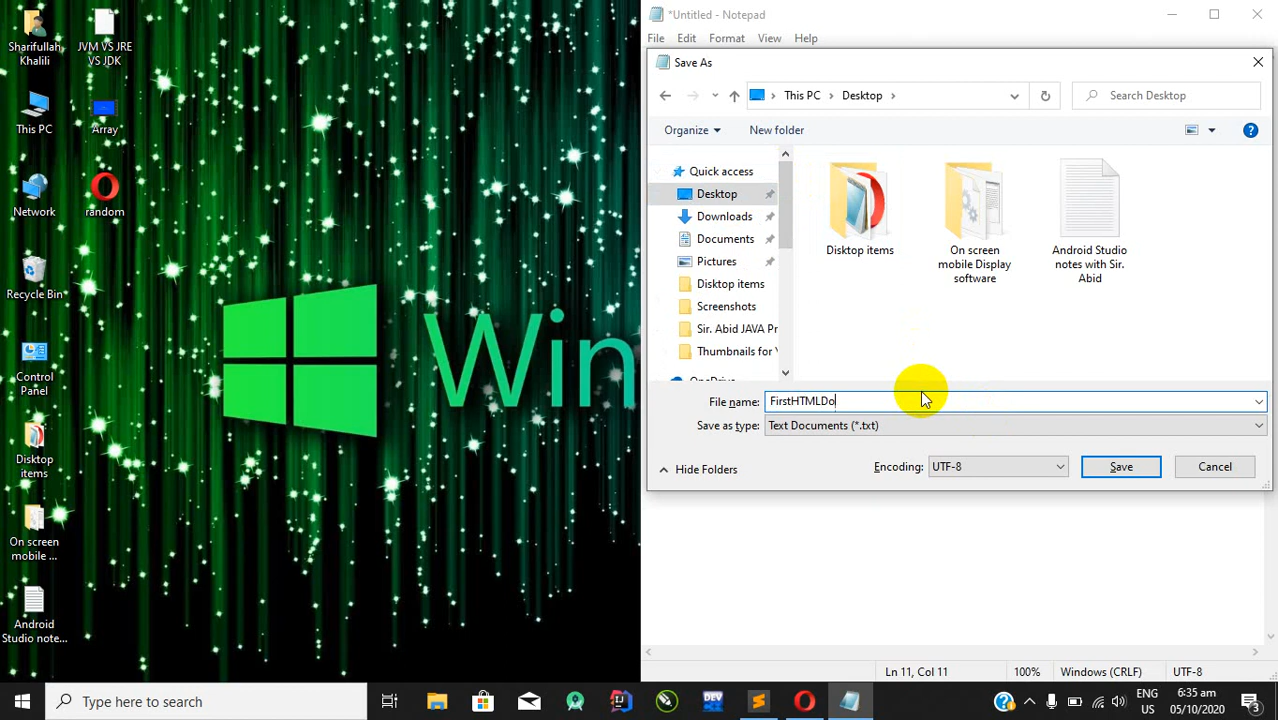 Sharifullah
Khalili
JVM VS JRE
VS JDK
This PC
Array
Network
random
Recycle Bin
Control
Panel
Disktop
items
On screen
mobile ...
Android
Studio note...
Win
*Untitled - Notepad
File Edit Format View Help
Save As
This PC Desktop
Search Desktop
Organize New folder
Quick access
Desktop
Downloads
Documents
Pictures
Disktop items
Screenshots
Sir. Abid JAVA Pr
Thumbnails for Y
OneDrive
Disktop items
On screen
mobile Display
software
Android Studio
notes with Sir.
Abid
File name: FirstHTMLDo
Save as type: Text Documents (*.txt)
Hide Folders
Encoding: UTF-8
Save
Cancel
Ln 11, Col 11 100% Windows (CRLF) UTF-8
Type here to search
DEV
ENG
US
6:35 am
05/10/2020
3